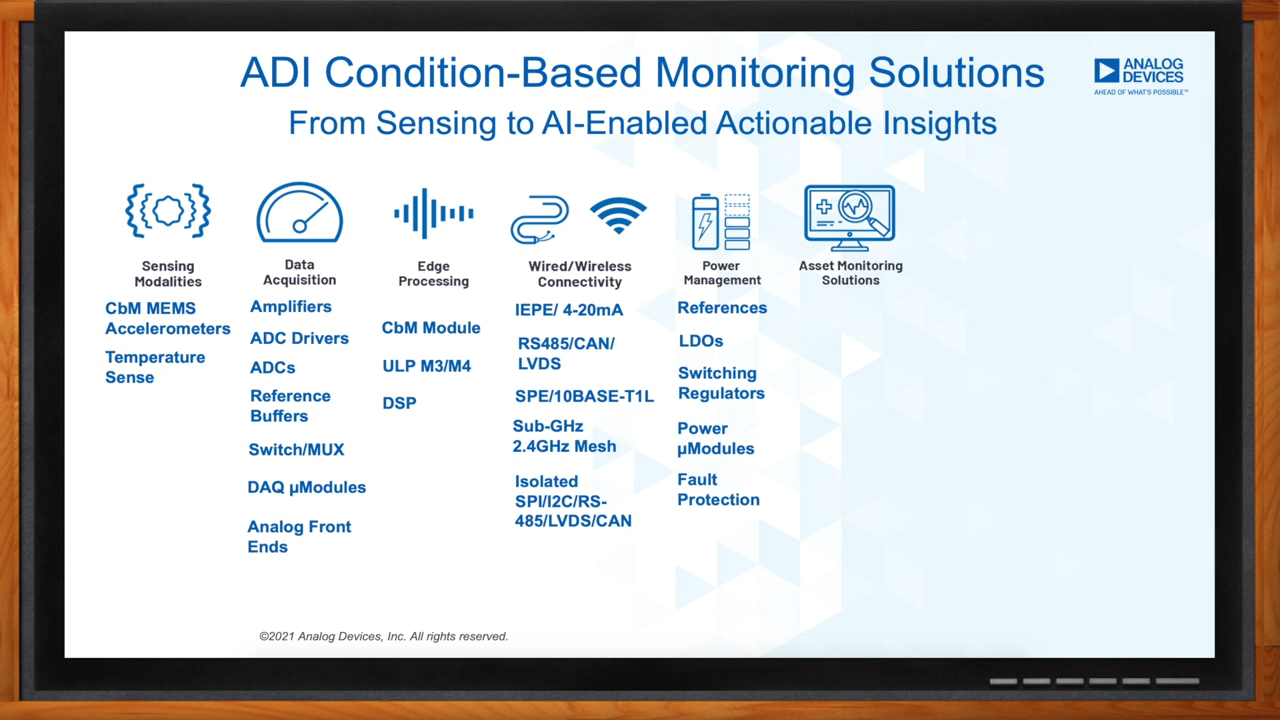 ADI Condition-Based Monitoring Solutions
From Sensing to AI-Enabled Actionable Insights
ANALOG
DEVICES
AHEAD OF WHAT'S POSSIBLE™
Sensing
Modalities
CbM MEMS
Accelerometers
Temperature
Sense
Data
Acquisition
Amplifiers
ADC Drivers
ADCs
Reference
Buffers
Switch/MUX
DAQ µModules
Analog Front
Ends
Edge
Processing
CbM Module
ULP M3/M4
DSP
Wired/Wireless
Connectivity
IEPE/ 4-20mA
RS485/CAN/
LVDS
SPE/10BASE-T1L
Sub-GHz
2.4GHz Mesh
Isolated
SPI/I2C/RS-
485/LVDS/CAN
Power
Management
References
LDOs
Switching
Regulators
Power
µModules
Fault
Protection
Asset Monitoring
Solutions
©2021 Analog Devices, Inc. All rights reserved.